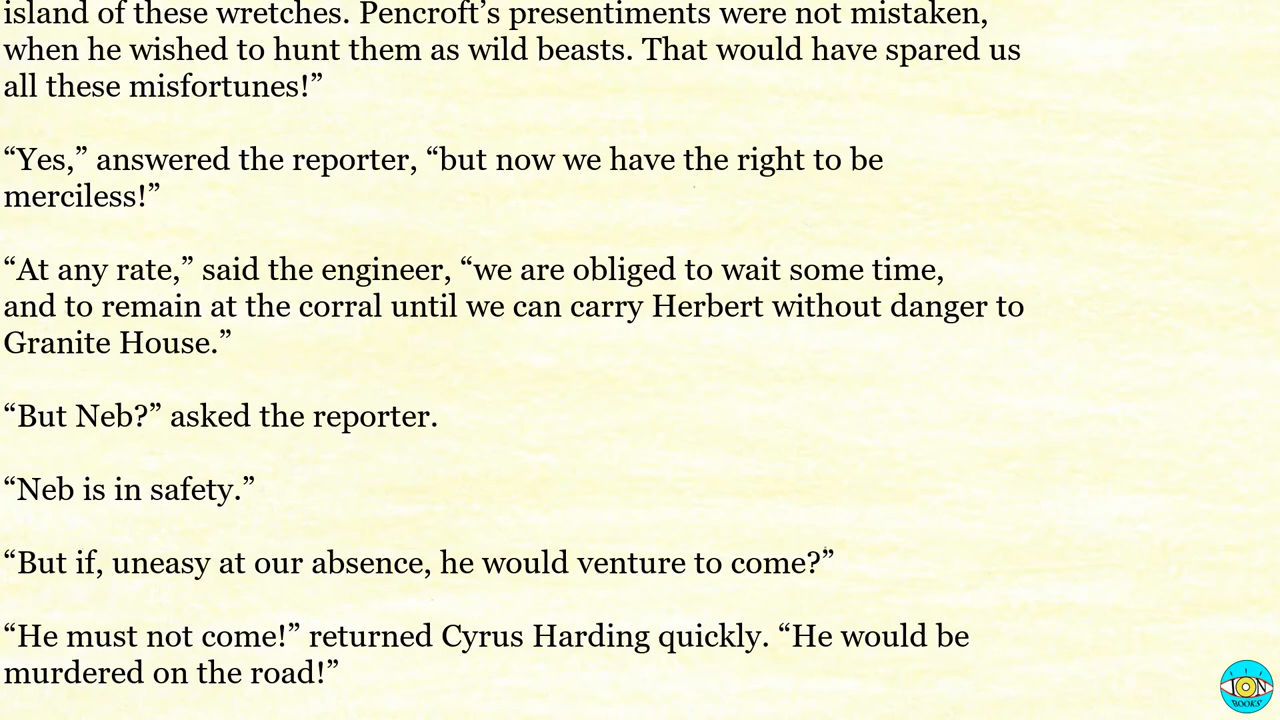 island of these wretches. Pencroft’s presentiments were not mistaken,
when he wished to hunt them as wild beasts. That would have spared us
all these misfortunes!”
“Yes,” answered the reporter, “but now we have the right to be
merciless!”
“At any rate,” said the engineer, “we are obliged to wait some time,
and to remain at the corral until we can carry Herbert without danger to
Granite House.”
“But Neb?” asked the reporter.
“Neb is in safety.”
“But if, uneasy at our absence, he would venture to come?”
“He must not come!” returned Cyrus Harding quickly. “He would be
murdered on the road!”
ION
BOOKS